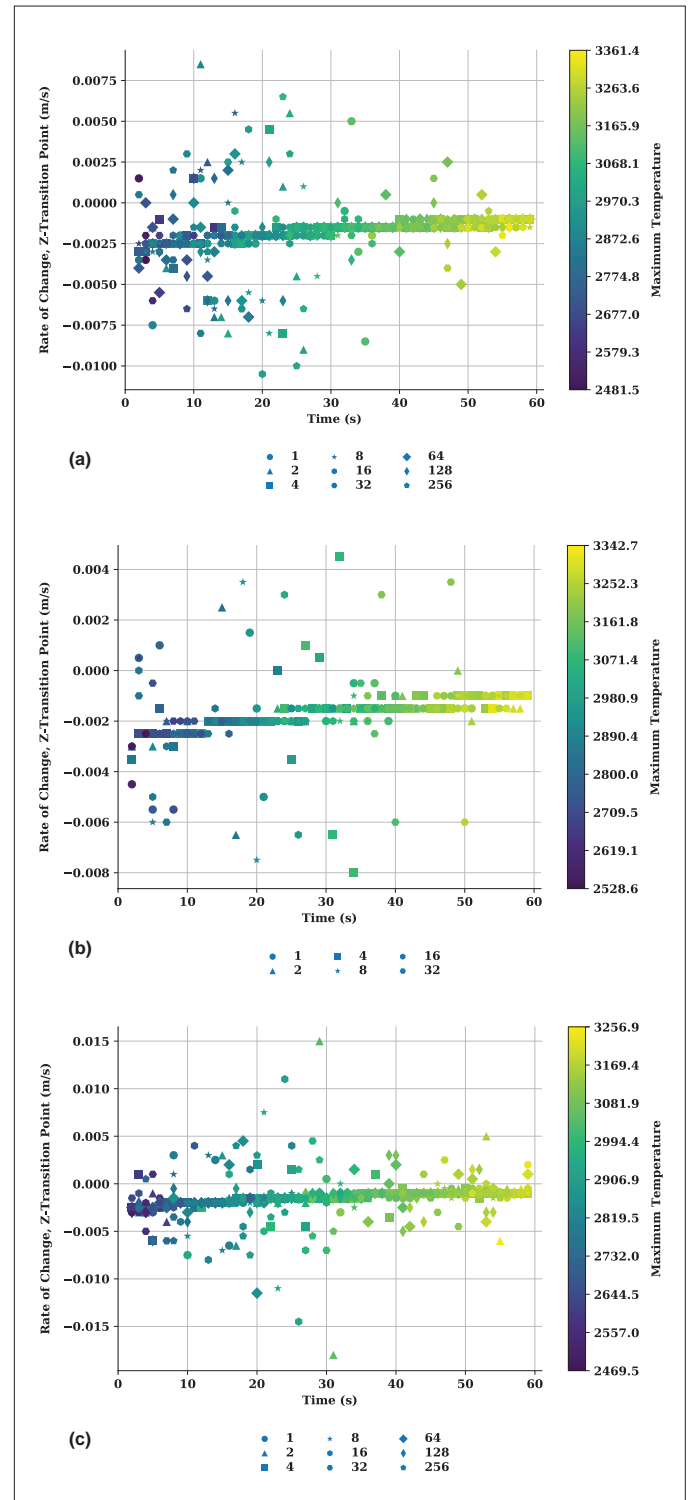 0.0075
0.0050
0.0025
0.0000
−0.0025
−0.0050
−0.0075
−0.0100
Rate of Change, Z-Transition Point (m/s)
0 10 20 30 40 50 60
Time (s)
3361.4
3263.6
3165.9
3068.1
2970.3
2872.6
2774.8
2677.0
2579.3
2481.5
Maximum Temperature
(a)
1 8 64
2 16 128
4 32 256
0.004
0.002
0.000
−0.002
−0.004
−0.006
−0.008
Rate of Change, Z-Transition Point (m/s)
0 10 20 30 40 50 60
Time (s)
3342.7
3252.3
3161.8
3071.4
2980.9
2890.4
2800.0
2709.5
2619.1
2528.6
Maximum Temperature
(b)
1 4 16
2 8 32
0.015
0.010
0.005
0.000
−0.005
−0.010
−0.015
Rate of Change, Z-Transition Point (m/s)
0 10 20 30 40 50 60
Time (s)
3256.9
3169.4
3081.9
2994.4
2906.9
2819.5
2732.0
2644.5
2557.0
2469.5
Maximum Temperature
(c)
1 8 64
2 16 128
4 32 256